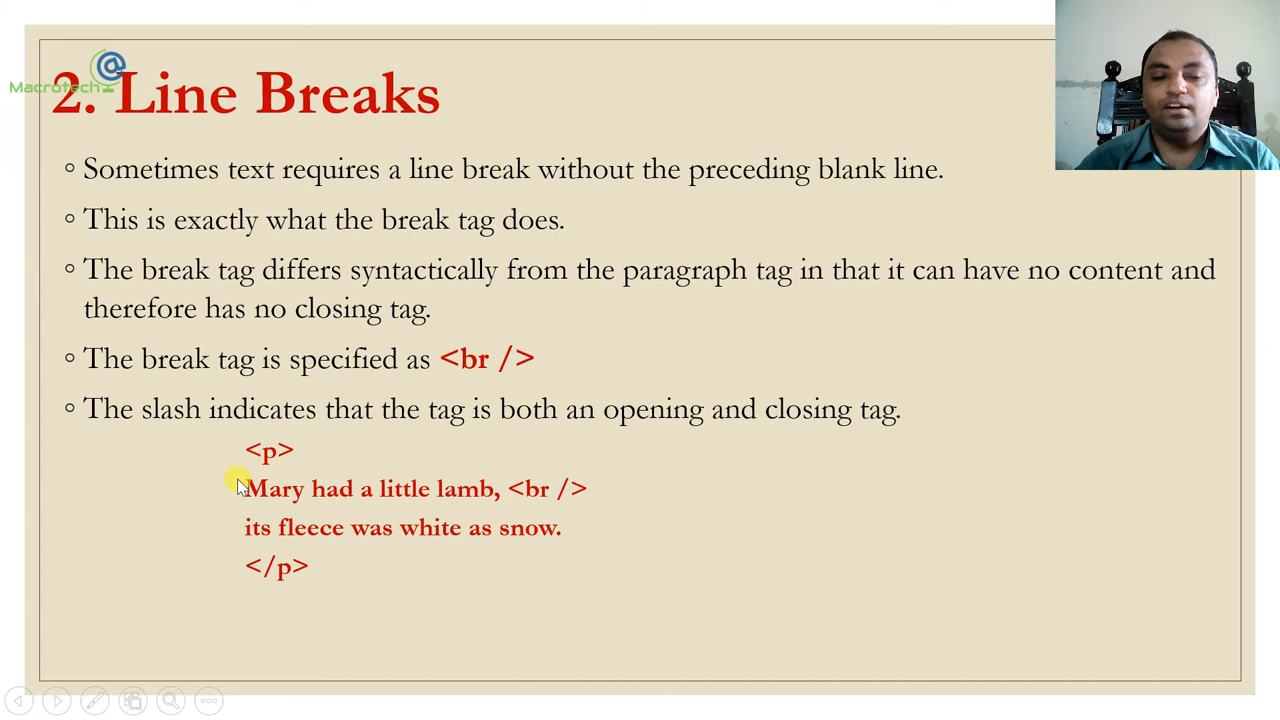 Macrotech
2. Line Breaks
Sometimes text requires a line break without the preceding blank line.
This is exactly what the break tag does.
The break tag differs syntactically from the paragraph tag in that it can have no content and
therefore has no closing tag.
The break tag is specified as <br />
The slash indicates that the tag is both an opening and closing tag.
<p>
Mary had a little lamb, <br />
its fleece was white as snow.
</p>